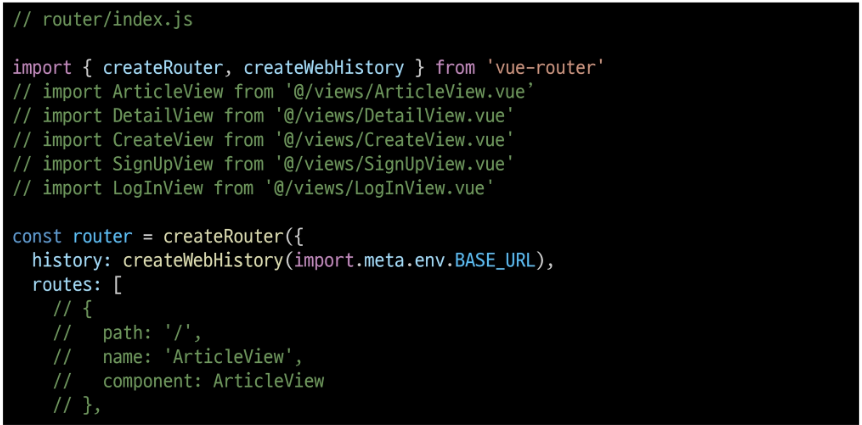 // router/index.js
import { createRouter, createWebHistory } from 'vue-router'
// import ArticleView from '@/views/ArticleView.vue’
// import DetailView from '@/views/DetailView.vue'
// import CreateView from '@/views/CreateView.vue'
// import SignUpView from '@/views/SignUpView.vue'
// import LogInView from '@/views/LogInView.vue'
const router = createRouter({
history: createWebHistory(import.meta.env.BASE_URL),
routes: [
// {
//   path: '/',
//   name: 'ArticleView',
//   component: ArticleView
// },